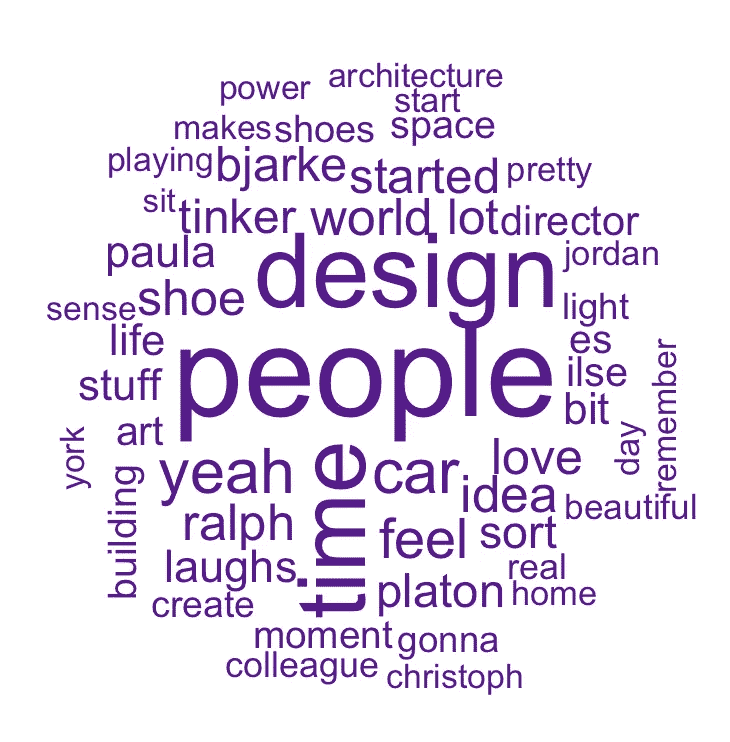 power architecture
start
makes shoes space
playing bjarke started pretty
sit tinker world lot director
paula design jordan
sense shoe light
life people es
stuff ilse
bit
remember
york art day
yeah time car love
building idea beautiful
ralph feel sort
laughs real
create platon home
moment gonna
colleague christoph